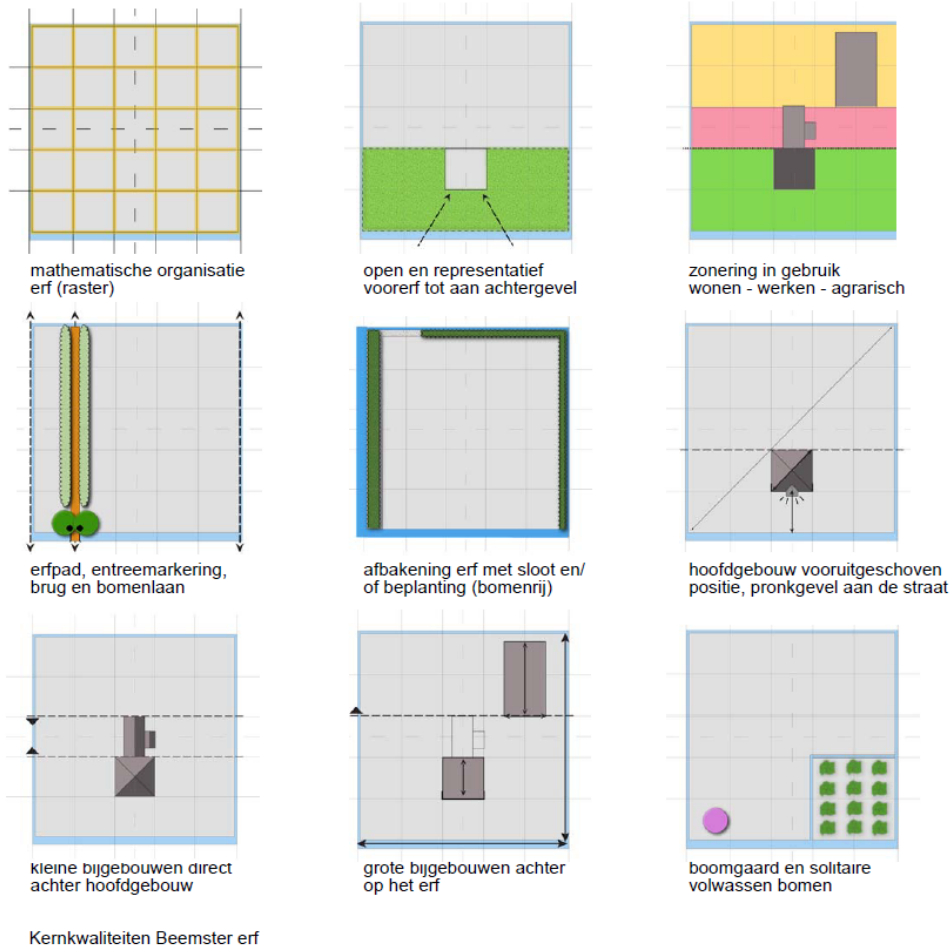 mathematische organisatie
erf (raster)
open en representatief
voorerf tot aan achtergevel
zonering in gebruik
wonen - werken - agrarisch
erfpad, entreemarkering,
brug en bomenlaan
afbakening erf met sloot en/
of beplanting (bomenrij)
hoofdgebouw vooruitgeschoven
positie, pronkgevel aan de straat
kleine bijgebouwen direct
achter hoofdgebouw
grote bijgebouwen achter
op het erf
boomgaard en solitaire
volwassen bomen
Kernkwaliteiten Beemster erf